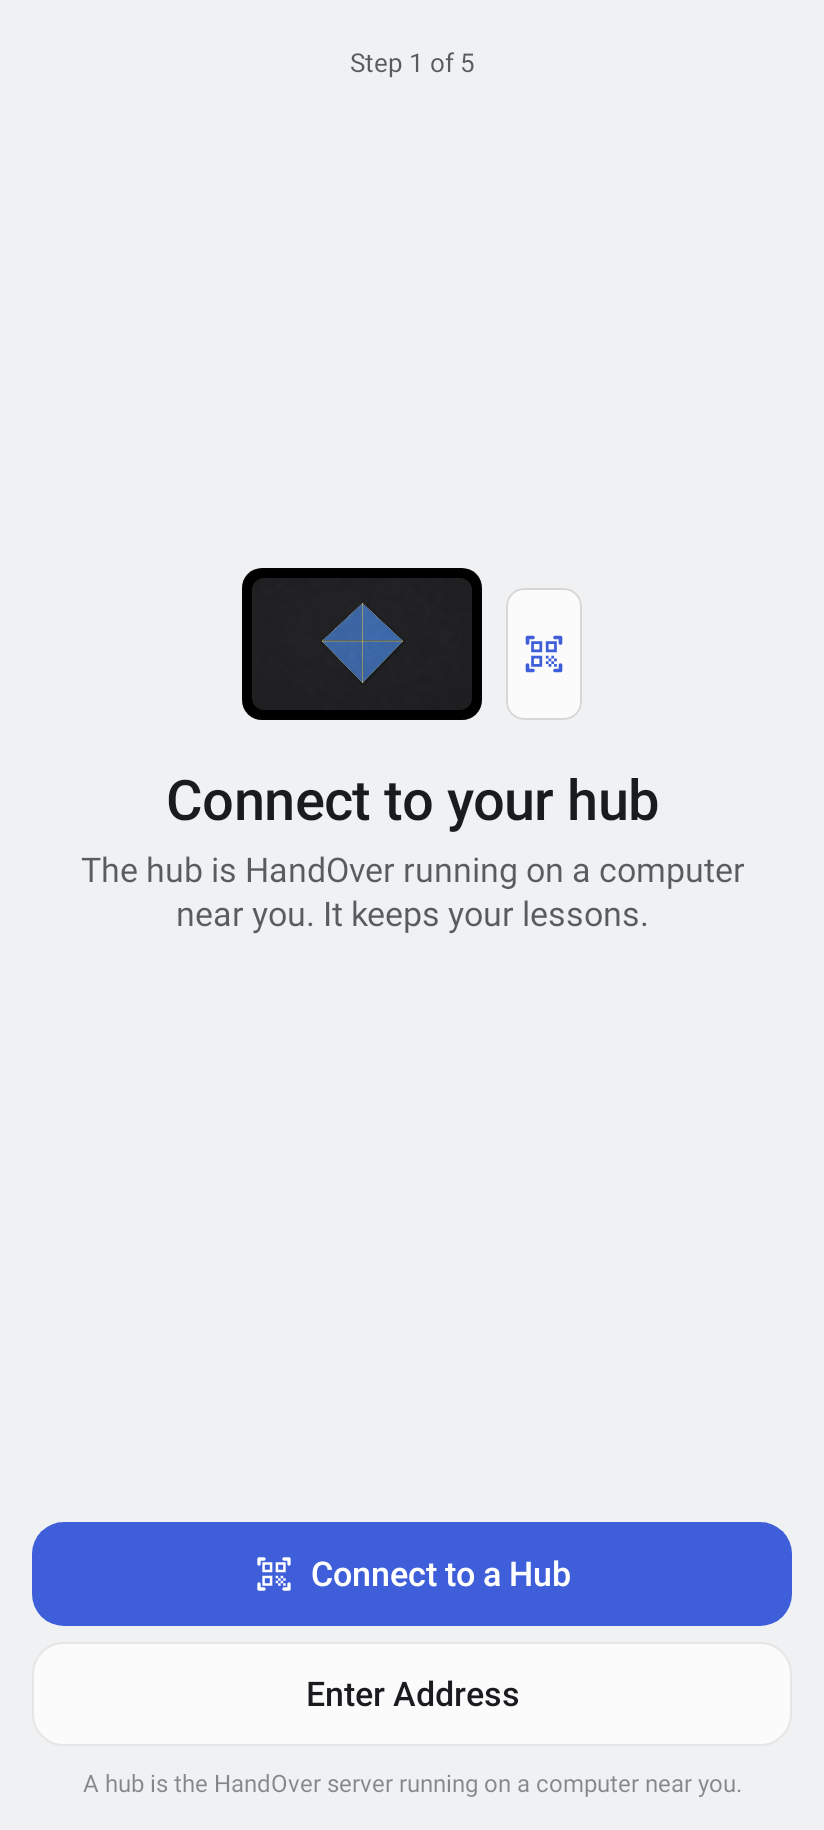 Step 1 of 5
Connect to your hub
The hub is HandOver running on a computer
near you. It keeps your lessons.
Connect to a Hub
Enter Address
A hub is the HandOver server running on a computer near you.